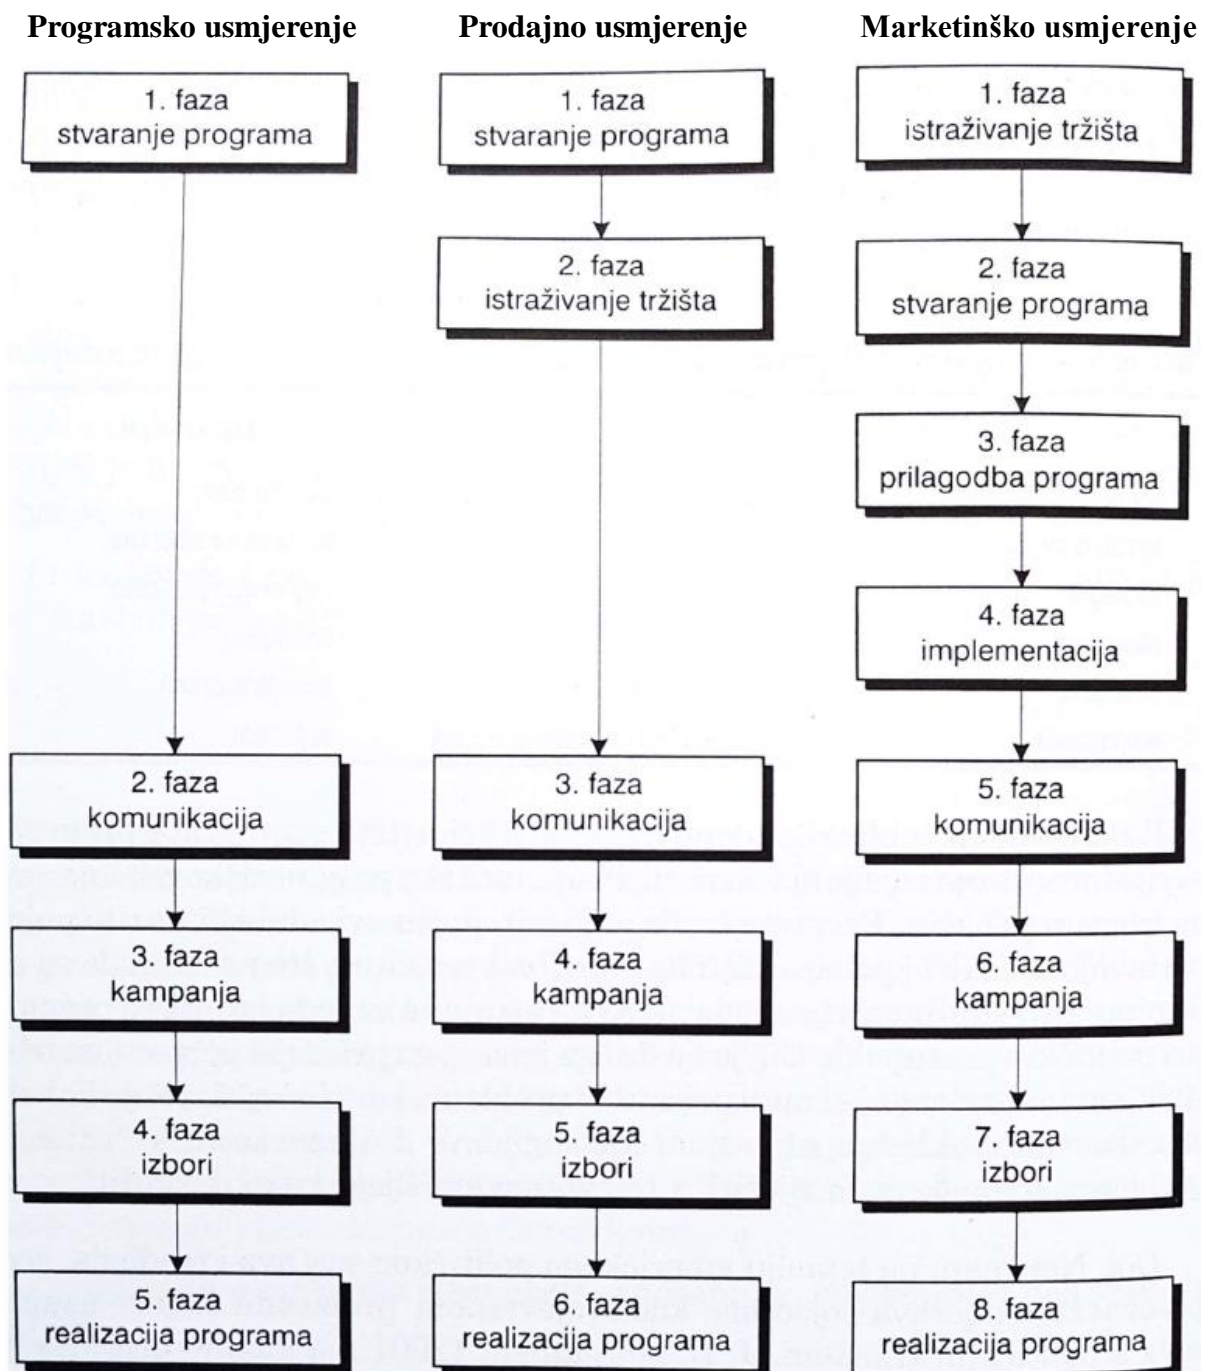 Programsko usmjerenje
1. faza
stvaranje programa
2. faza
komunikacija
3. faza
kampanja
4. faza
izbori
5. faza
realizacija programa
Prodajno usmjerenje
1. faza
stvaranje programa
2. faza
istraživanje tržišta
3. faza
komunikacija
4. faza
kampanja
5. faza
izbori
6. faza
realizacija programa
Marketinško usmjerenje
1. faza
istraživanje tržišta
2. faza
stvaranje programa
3. faza
prilagodba programa
4. faza
implementacija
5. faza
komunikacija
6. faza
kampanja
7. faza
izbori
8. faza
realizacija programa